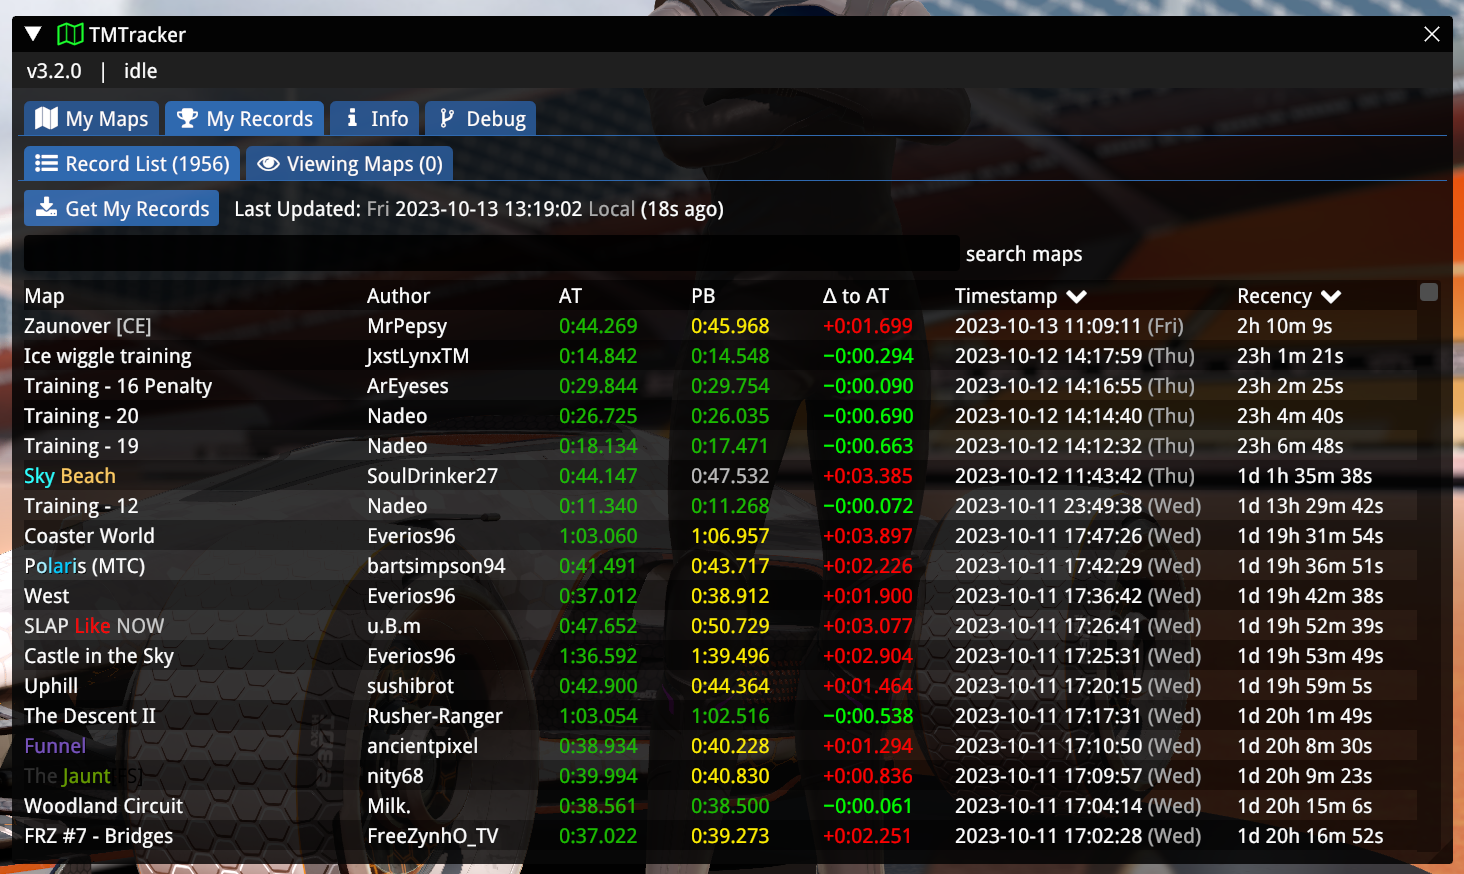 TMTracker
v3.2.0 | idle
My Maps My Records Info Debug
Record List (1956) Viewing Maps (0)
Get My Records Last Updated: Fri 2023-10-13 13:19:02 Local (18s ago)
search maps
Map Author AT PB Δ to AT Timestamp Recency
Zaunover [CE] MrPepsy 0:44.269 0:45.968 +0:01.699 2023-10-13 11:09:11 (Fri) 2h 10m 9s
Ice wiggle training JxstLynxTM 0:14.842 0:14.548 −0:00.294 2023-10-12 14:17:59 (Thu) 23h 1m 21s
Training - 16 Penalty ArEyeses 0:29.844 0:29.754 −0:00.090 2023-10-12 14:16:55 (Thu) 23h 2m 25s
Training - 20 Nadeo 0:26.725 0:26.035 −0:00.690 2023-10-12 14:14:40 (Thu) 23h 4m 40s
Training - 19 Nadeo 0:18.134 0:17.471 −0:00.663 2023-10-12 14:12:32 (Thu) 23h 6m 48s
Sky Beach SoulDrinker27 0:44.147 0:47.532 +0:03.385 2023-10-12 11:43:42 (Thu) 1d 1h 35m 38s
Training - 12 Nadeo 0:11.340 0:11.268 −0:00.072 2023-10-11 23:49:38 (Wed) 1d 13h 29m 42s
Coaster World Everios96 1:03.060 1:06.957 +0:03.897 2023-10-11 17:47:26 (Wed) 1d 19h 31m 54s
Polaris (MTC) bartsimpson94 0:41.491 0:43.717 +0:02.226 2023-10-11 17:42:29 (Wed) 1d 19h 36m 51s
West Everios96 0:37.012 0:38.912 +0:01.900 2023-10-11 17:36:42 (Wed) 1d 19h 42m 38s
SLAP Like NOW u.B.m 0:47.652 0:50.729 +0:03.077 2023-10-11 17:26:41 (Wed) 1d 19h 52m 39s
Castle in the Sky Everios96 1:36.592 1:39.496 +0:02.904 2023-10-11 17:25:31 (Wed) 1d 19h 53m 49s
Uphill sushibrot 0:42.900 0:44.364 +0:01.464 2023-10-11 17:20:15 (Wed) 1d 19h 59m 5s
The Descent II Rusher-Ranger 1:03.054 1:02.516 −0:00.538 2023-10-11 17:17:31 (Wed) 1d 20h 1m 49s
Funnel ancientpixel 0:38.934 0:40.228 +0:01.294 2023-10-11 17:10:50 (Wed) 1d 20h 8m 30s
The Jaunt [FS] nity68 0:39.994 0:40.830 +0:00.836 2023-10-11 17:09:57 (Wed) 1d 20h 9m 23s
Woodland Circuit Milk. 0:38.561 0:38.500 −0:00.061 2023-10-11 17:04:14 (Wed) 1d 20h 15m 6s
FRZ #7 - Bridges FreeZynhO_TV 0:37.022 0:39.273 +0:02.251 2023-10-11 17:02:28 (Wed) 1d 20h 16m 52s